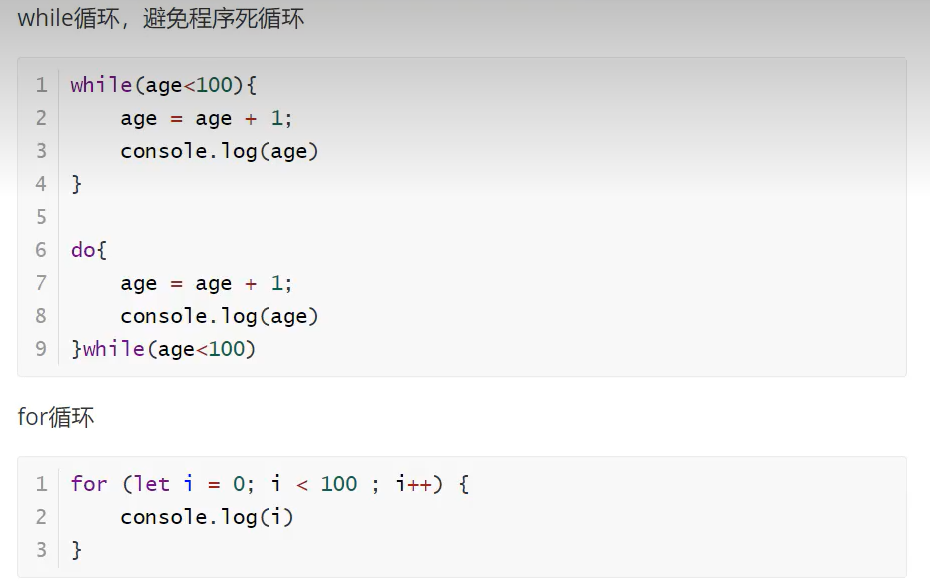 while循环，避免程序死循环
1 while(age<100){
2     age = age + 1;
3     console.log(age)
4 }
5
6 do{
7     age = age + 1;
8     console.log(age)
9 }while(age<100)
for循环
1 for (let i = 0; i < 100 ; i++) {
2     console.log(i)
3 }